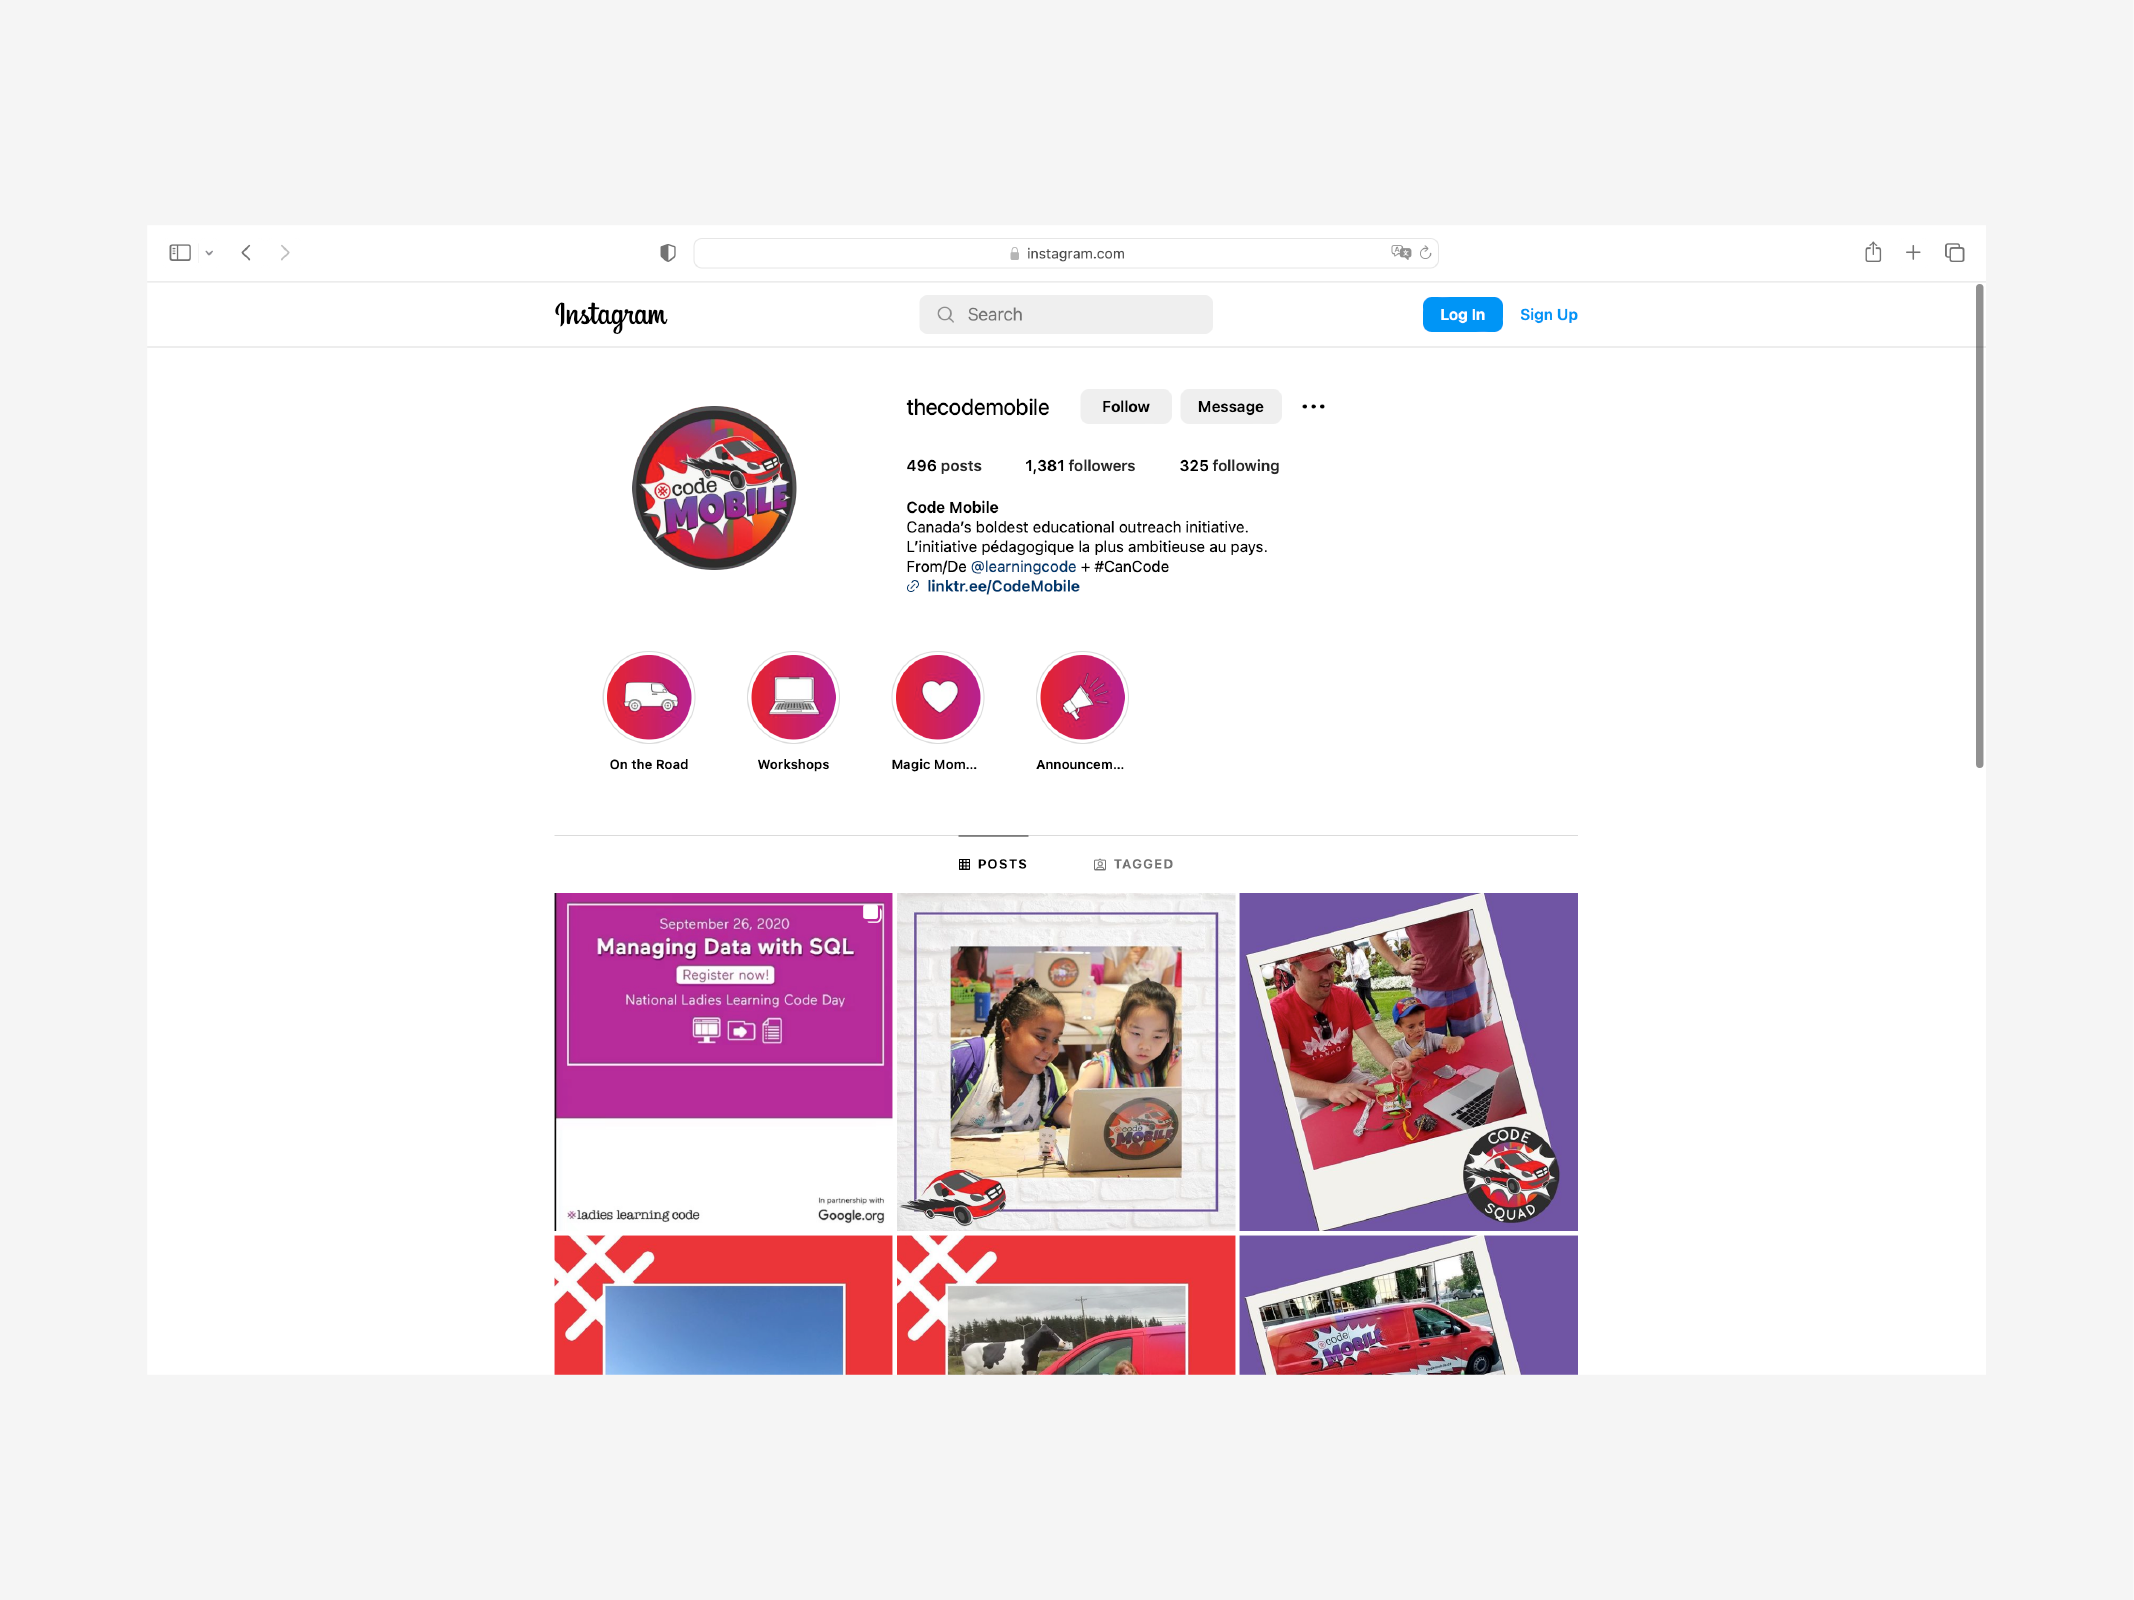 instagram.com
Instagram
Search
Log In
Sign Up
thecodemobile
Follow
Message
496 posts
1,381 followers
325 following
code
MOBILE
Code Mobile
Canada's boldest educational outreach initiative.
L'initiative pédagogique la plus ambitieuse au pays.
From/De @learningcode + #CanCode
linktr.ee/CodeMobile
On the Road
Workshops
Magic Mom...
Announcem...
POSTS
TAGGED
September 26, 2020
Managing Data with SQL
Register now!
National Ladies Learning Code Day
In partnership with
ladies learning code
Google.org
code
MOBILE
CODE
SQUAD
code
MOBILE